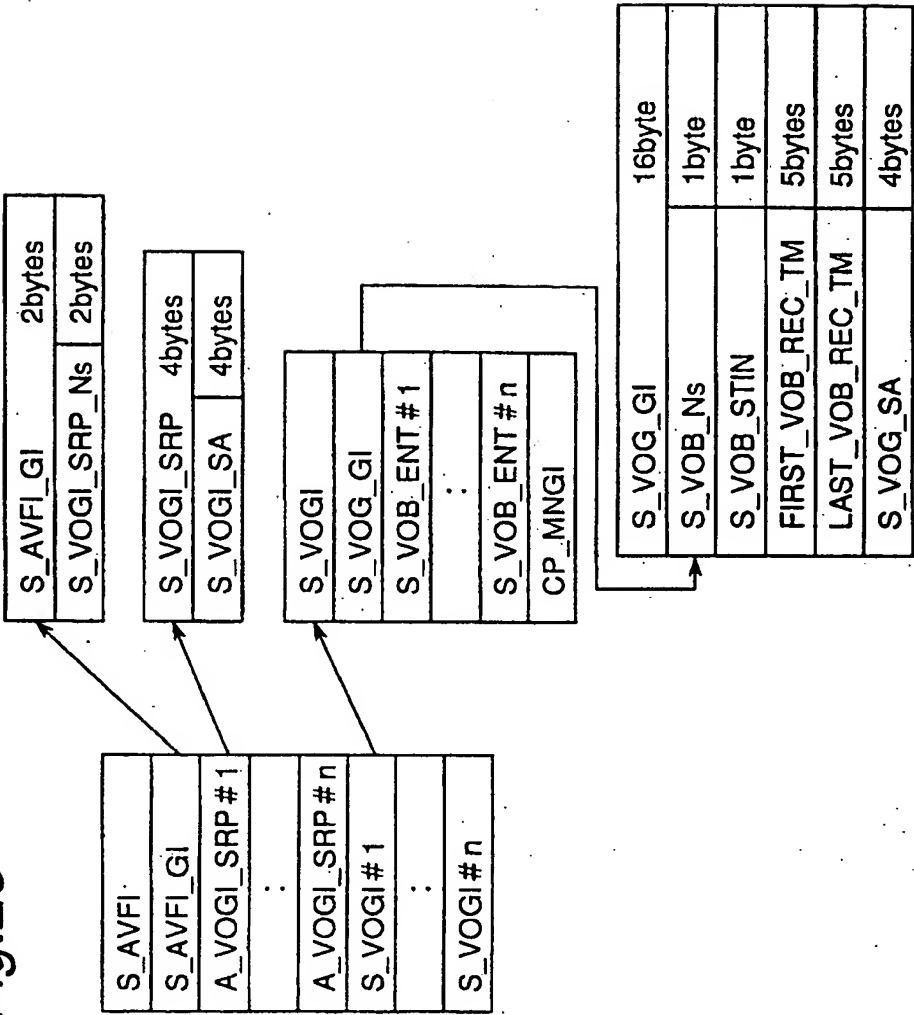 S_AVFI
S_AVFI_GI
A_VOGI_SRP#1
:
A_VOGI_SRP#n
S_VOGI#1
:
S_VOGI#n
S_AVFI_GI 2bytes
S_VOGI_SRP_Ns 2bytes
S_VOGI_SRP 4bytes
S_VOGI_SA 4bytes
S_VOGI
S_VOG_GI
S_VOB_ENT#1
:
S_VOB_ENT#n
CP_MNGI
S_VOG_GI 16byte
S_VOB_Ns 1byte
S_VOB_STIN 1byte
FIRST_VOB_REC_TM 5bytes
LAST_VOB_REC_TM 5bytes
S_VOG_SA 4bytes